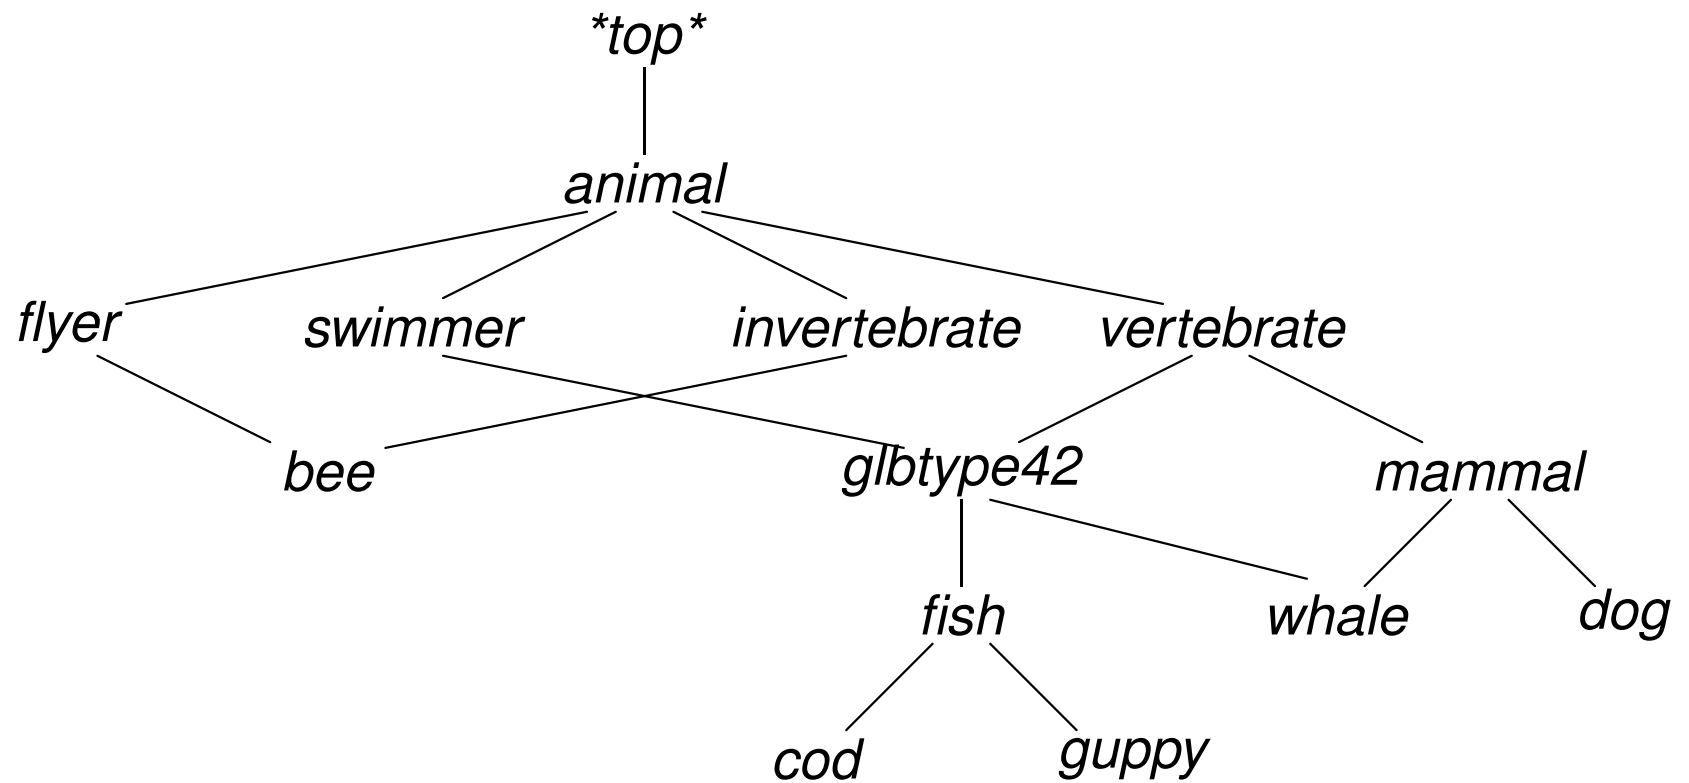 *top*
animal
flyer swimmer invertebrate vertebrate
bee glbtype42 mammal
fish whale dog
cod guppy